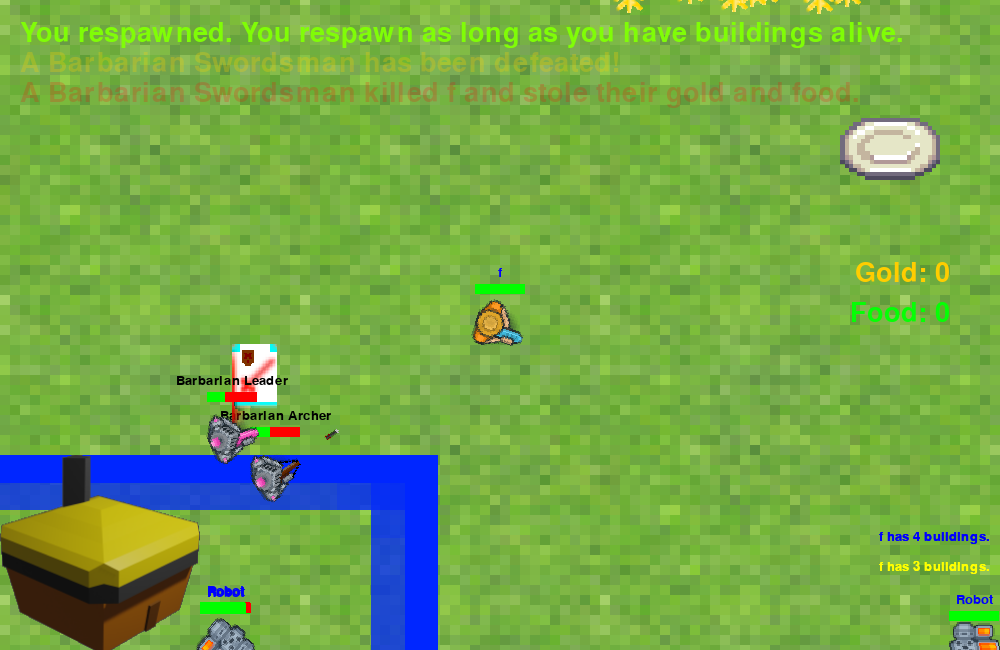 You respawned. You respawn as long as you have buildings alive.
A Barbarian Swordsman has been defeated!
A Barbarian Swordsman killed f and stole their gold and food.
Gold: 0
f
Food: 0
Barbarian Leader
Barbarian Archer
f has 4 buildings.
f has 3 buildings.
Robot
Robot